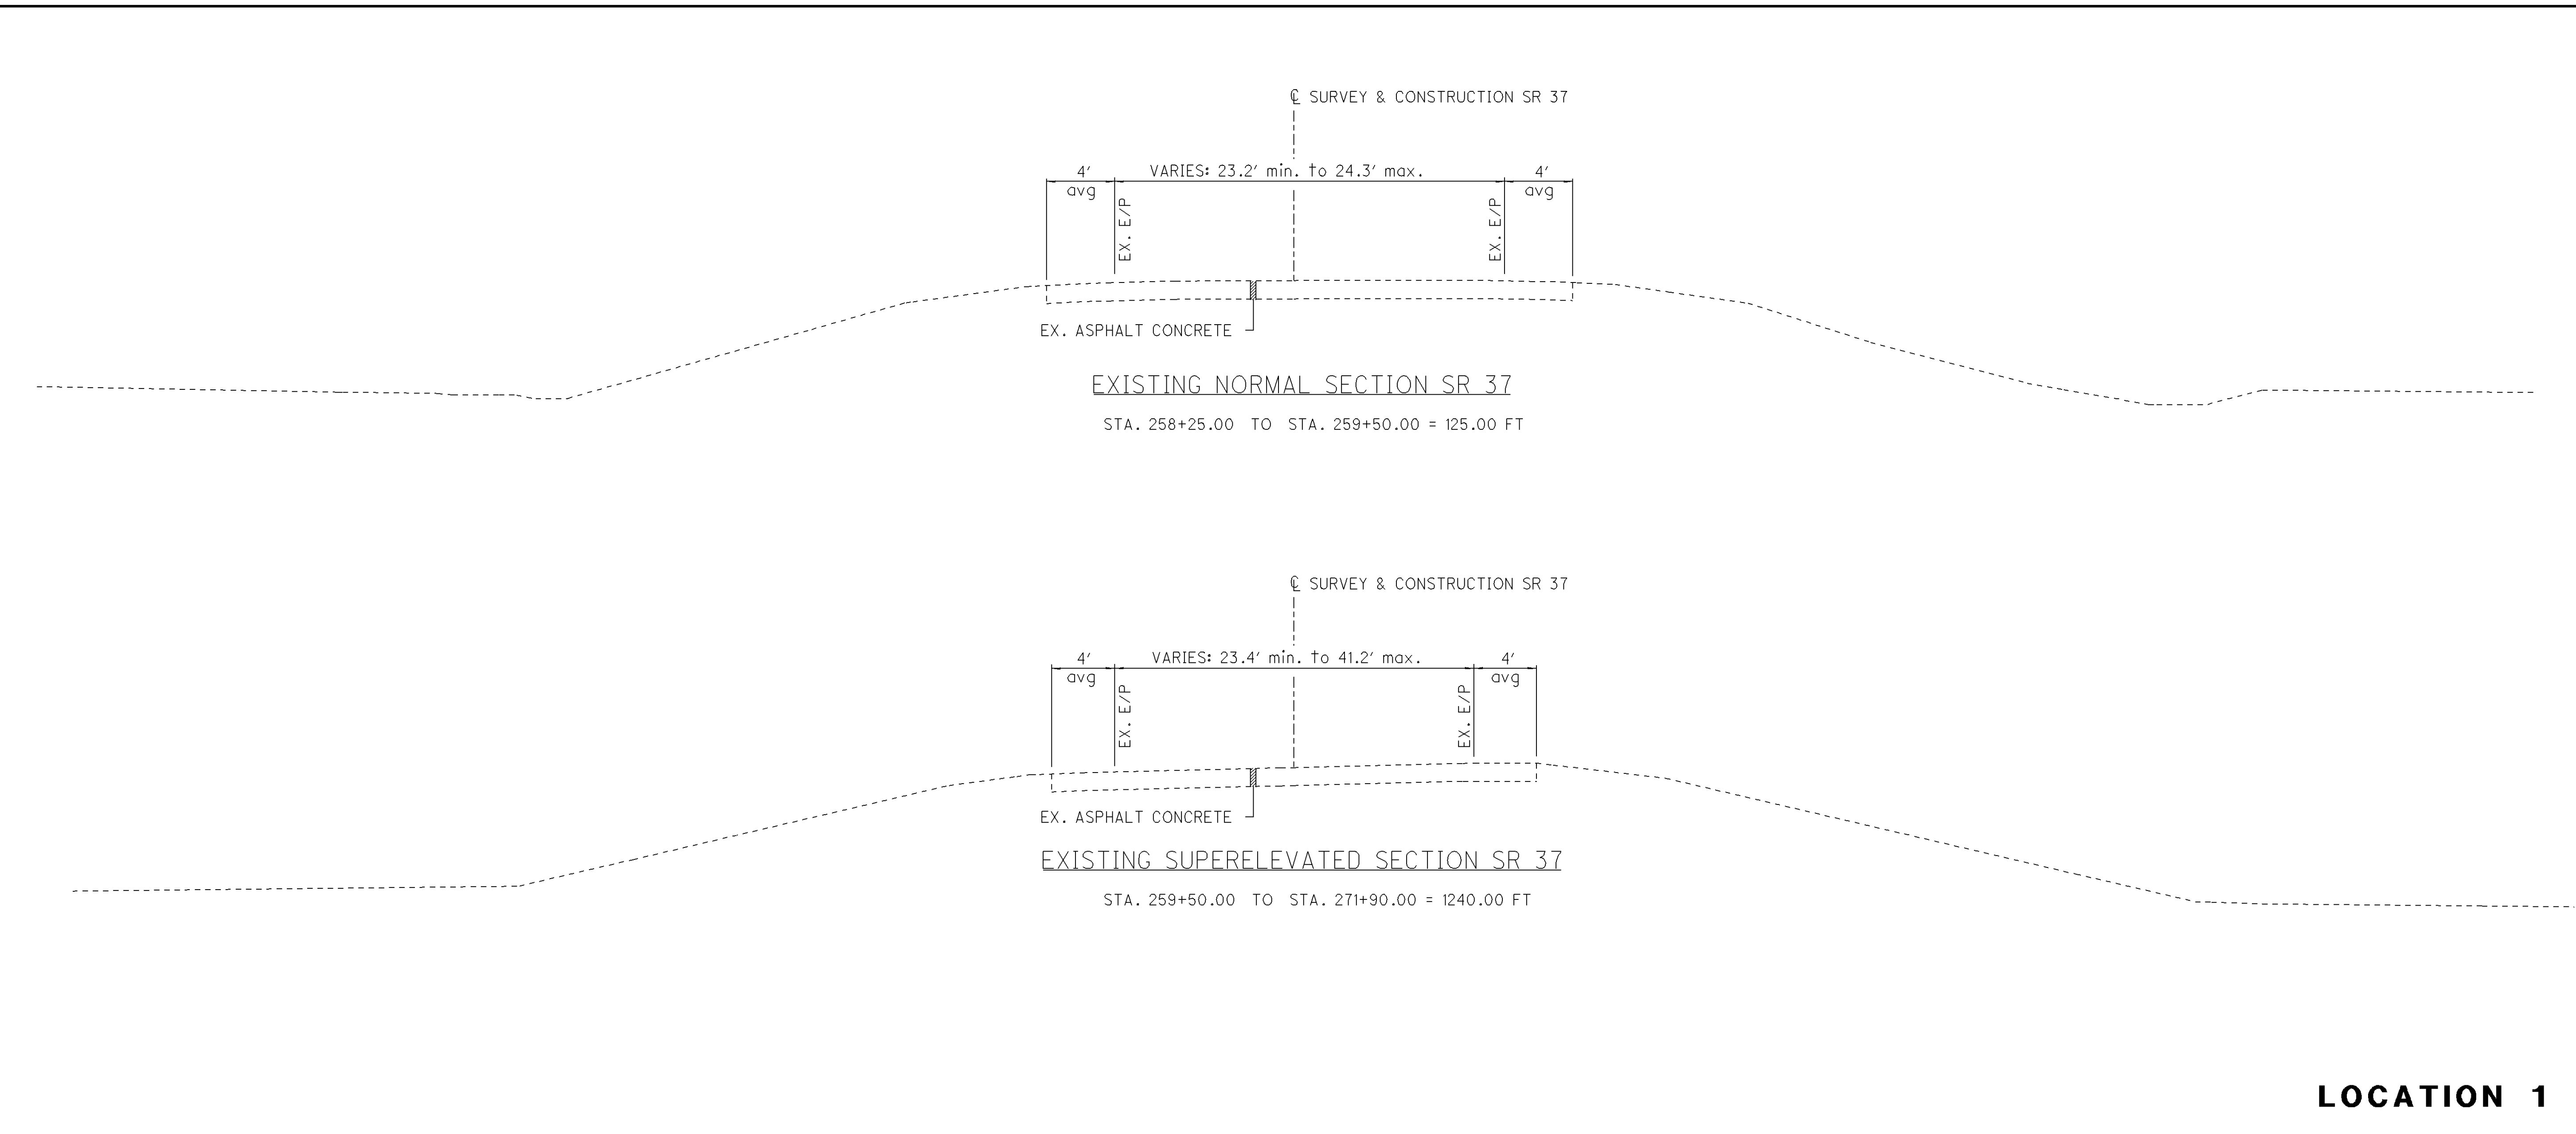 ℄ SURVEY & CONSTRUCTION SR 37
4' VARIES: 23.2' min. to 24.3' max. 4'
avg avg
EX. E/P EX. E/P
EX. ASPHALT CONCRETE
EXISTING NORMAL SECTION SR 37
STA. 258+25.00 TO STA. 259+50.00 = 125.00 FT
℄ SURVEY & CONSTRUCTION SR 37
4' VARIES: 23.4' min. to 41.2' max. 4'
avg avg
EX. E/P EX. E/P
EX. ASPHALT CONCRETE
EXISTING SUPERELEVATED SECTION SR 37
STA. 259+50.00 TO STA. 271+90.00 = 1240.00 FT
LOCATION 1